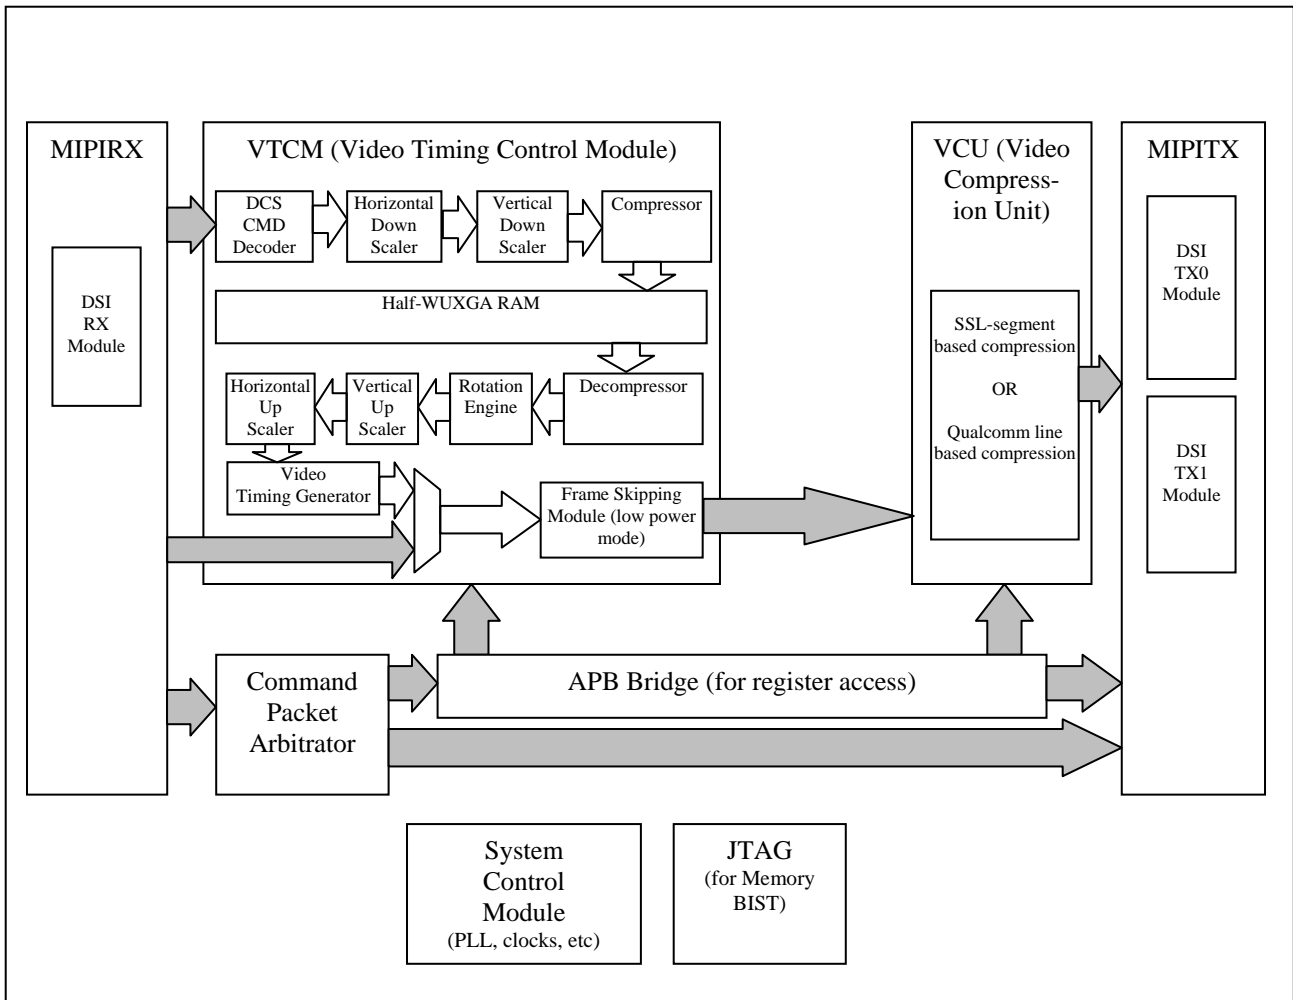 MIPIRX
DSI
RX
Module
VTCM (Video Timing Control Module)
DCS
CMD
Decoder
Horizontal
Down
Scaler
Vertical
Down
Scaler
Compressor
Half-WUXGA RAM
Horizontal
Up
Scaler
Vertical
Up
Scaler
Rotation
Engine
Decompressor
Video
Timing Generator
Frame Skipping
Module (low power
mode)
VCU (Video
Compress-
ion Unit)
SSL-segment
based compression
OR
Qualcomm line
based compression
MIPITX
DSI
TX0
Module
DSI
TX1
Module
Command
Packet
Arbitrator
APB Bridge (for register access)
System
Control
Module
(PLL, clocks, etc)
JTAG
(for Memory
BIST)